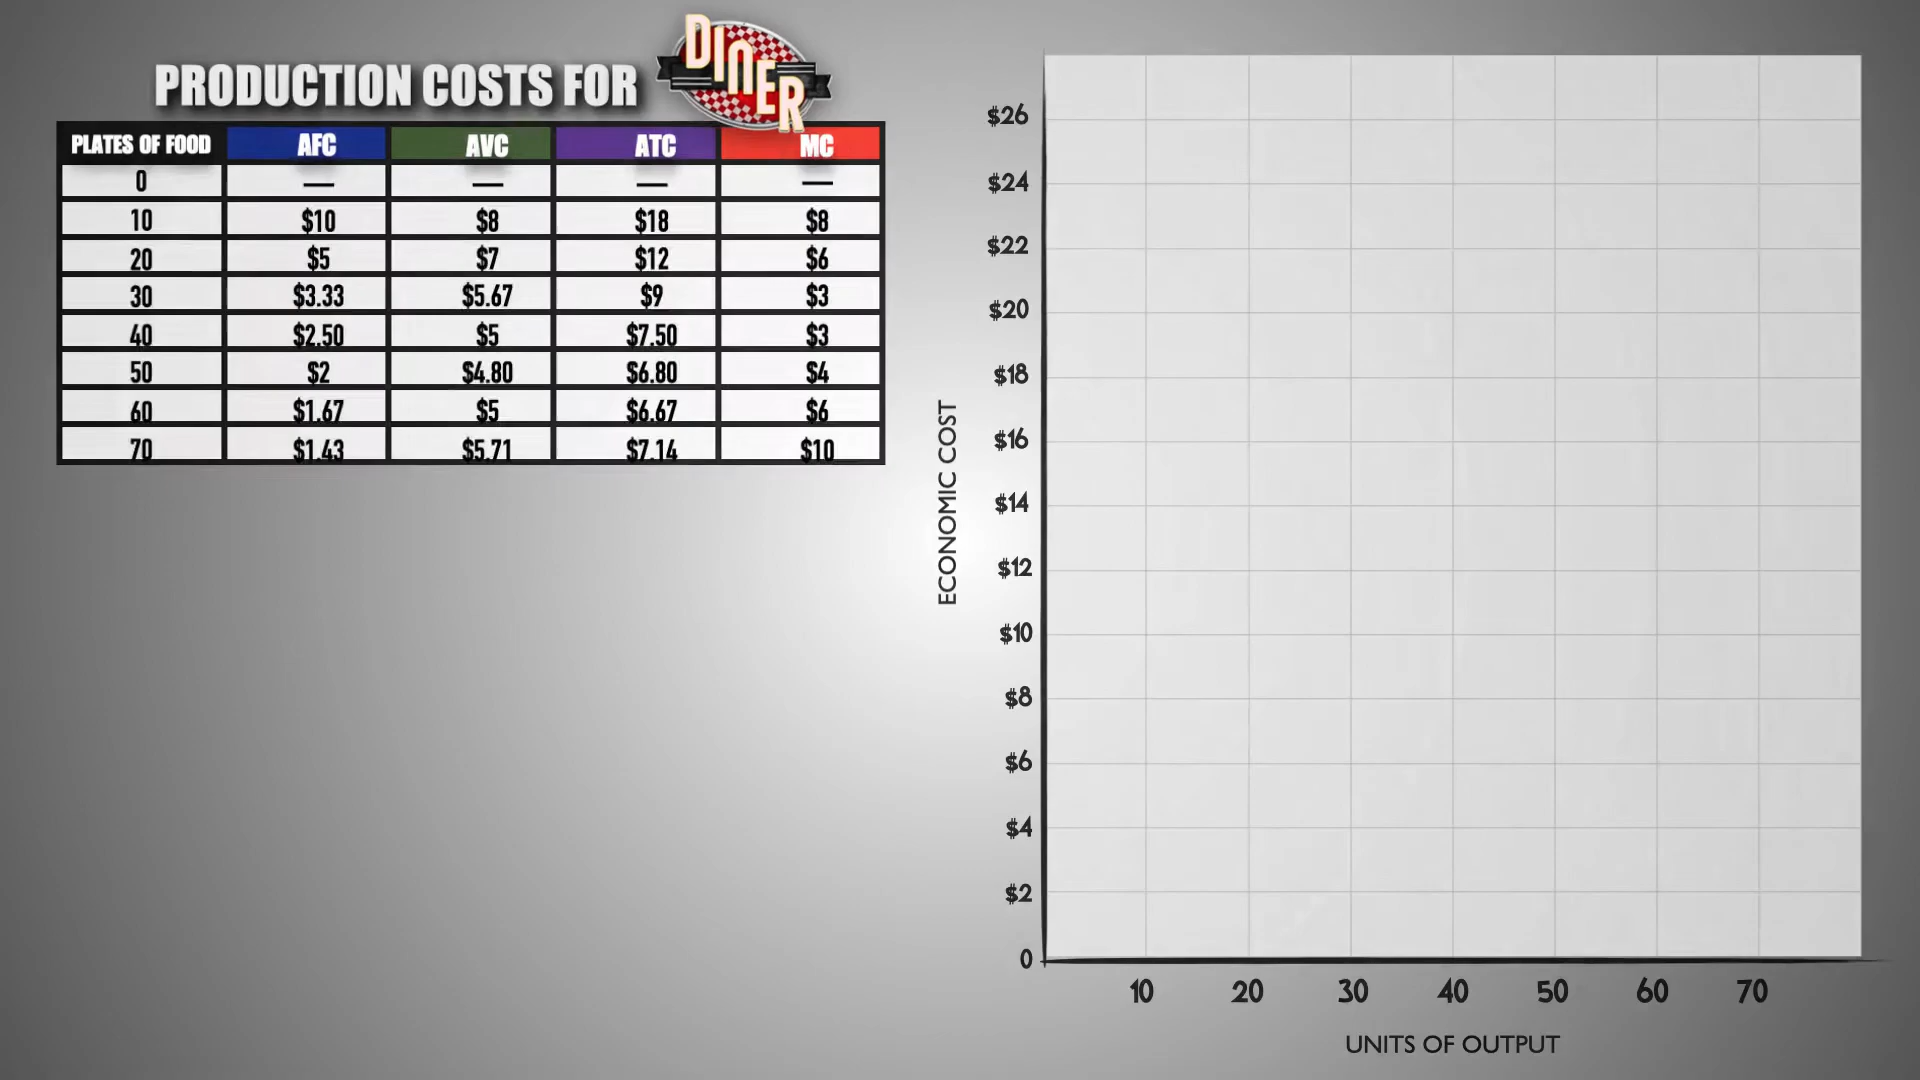 PRODUCTION COSTS FOR DINER
PLATES OF FOOD AFC AVC ATC MC
0 — — — —
10 $10 $8 $18 $8
20 $5 $7 $12 $6
30 $3.33 $5.67 $9 $3
40 $2.50 $5 $7.50 $3
50 $2 $4.80 $6.80 $4
60 $1.67 $5 $6.67 $6
70 $1.43 $5.71 $7.14 $10
ECONOMIC COST
$26
$24
$22
$20
$18
$16
$14
$12
$10
$8
$6
$4
$2
0
10 20 30 40 50 60 70
UNITS OF OUTPUT